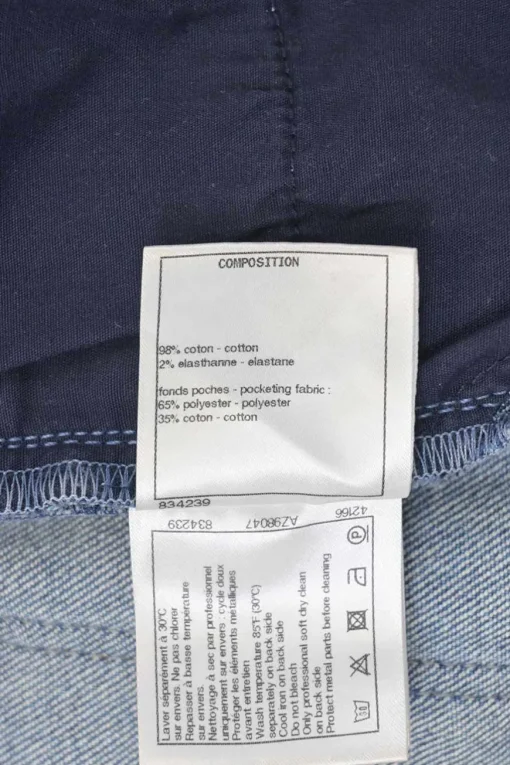 COMPOSITION
98% coton - cotton
2% elasthanne - elastane
fonds poches - pocketing fabric :
65% polyester - polyester
35% coton - cotton
834239
834239 AZ98047 42166
Laver séparément à 30°C
sur envers. Ne pas chlorer
Repasser à basse température
sur envers.
Nettoyage à sec par professionnel
uniquement sur envers , cycle doux
Protéger les éléments métalliques
avant entretien
Wash temperature 85°F (30°C)
separately on back side
Cool iron on back side
Do not bleach
Only professional soft dry clean
on back side
Protect metal parts before cleaning
P